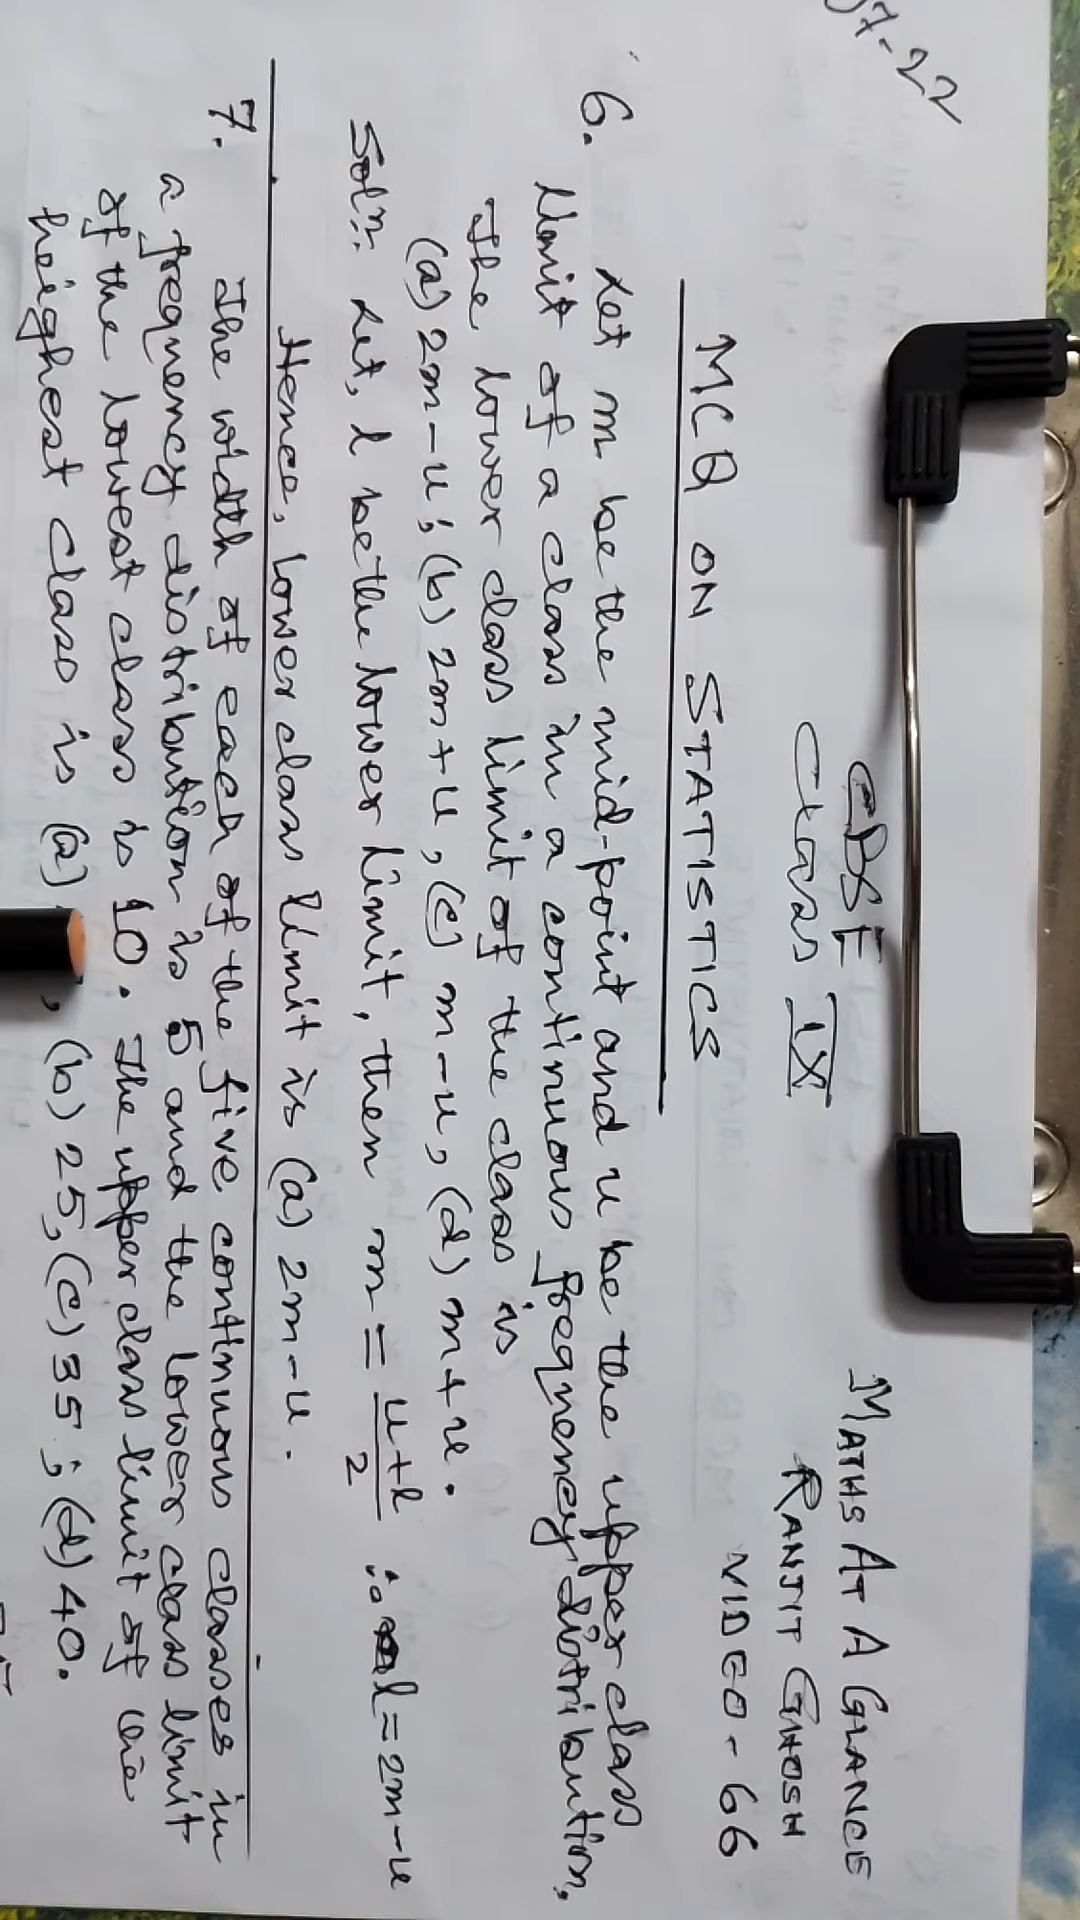 7-22
CBSE
Class IX
MATHS AT A GLANCE
RANJIT GHOSH
VIDEO-66
MCQ ON STATISTICS
6. Let m be the mid-point and u be the upper class
limit of a class in a continuous frequency distribution,
The lower class limit of the class is
(a) 2m-u; (b) 2m+u, (c) m-u, (d) m+u.
Soln: Let, l be the lower limit, then m = u+l/2 ∴ l=2m-u
Hence, lower class limit is (a) 2m-u.
7. The width of each of the five continuous classes in
a frequency distribution is 5 and the lower class limit
of the lowest class is 10. The upper class limit of the
heighest class is (a) , (b) 25, (c) 35; (d) 40.